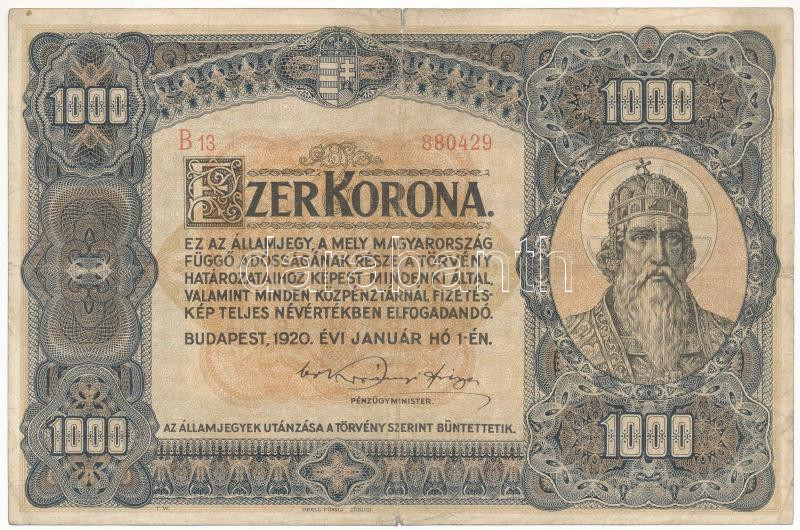 1000
1000
B 13
880429
EZER KORONA.
EZ AZ ÁLLAMJEGY, A MELY MAGYARORSZÁG
FÜGGŐ ADÓSSÁGÁNAK RÉSZE, A TÖRVÉNY
HATÁROZATAIHOZ KÉPEST MINDENKI ÁLTAL,
VALAMINT MINDEN KÖZPÉNZTÁRNÁL FIZETÉS-
KÉP TELJES NÉVÉRTÉKBEN ELFOGADANDÓ.
BUDAPEST, 1920. ÉVI JANUÁR HÓ 1-ÉN.
PÉNZÜGYMINISTER.
AZ ÁLLAMJEGYEK UTÁNZÁSA A TÖRVÉNY SZERINT BÜNTETTETIK.
1000
1000
T.W.
ORELL FÜSSLI, ZÜRICH
darabanth